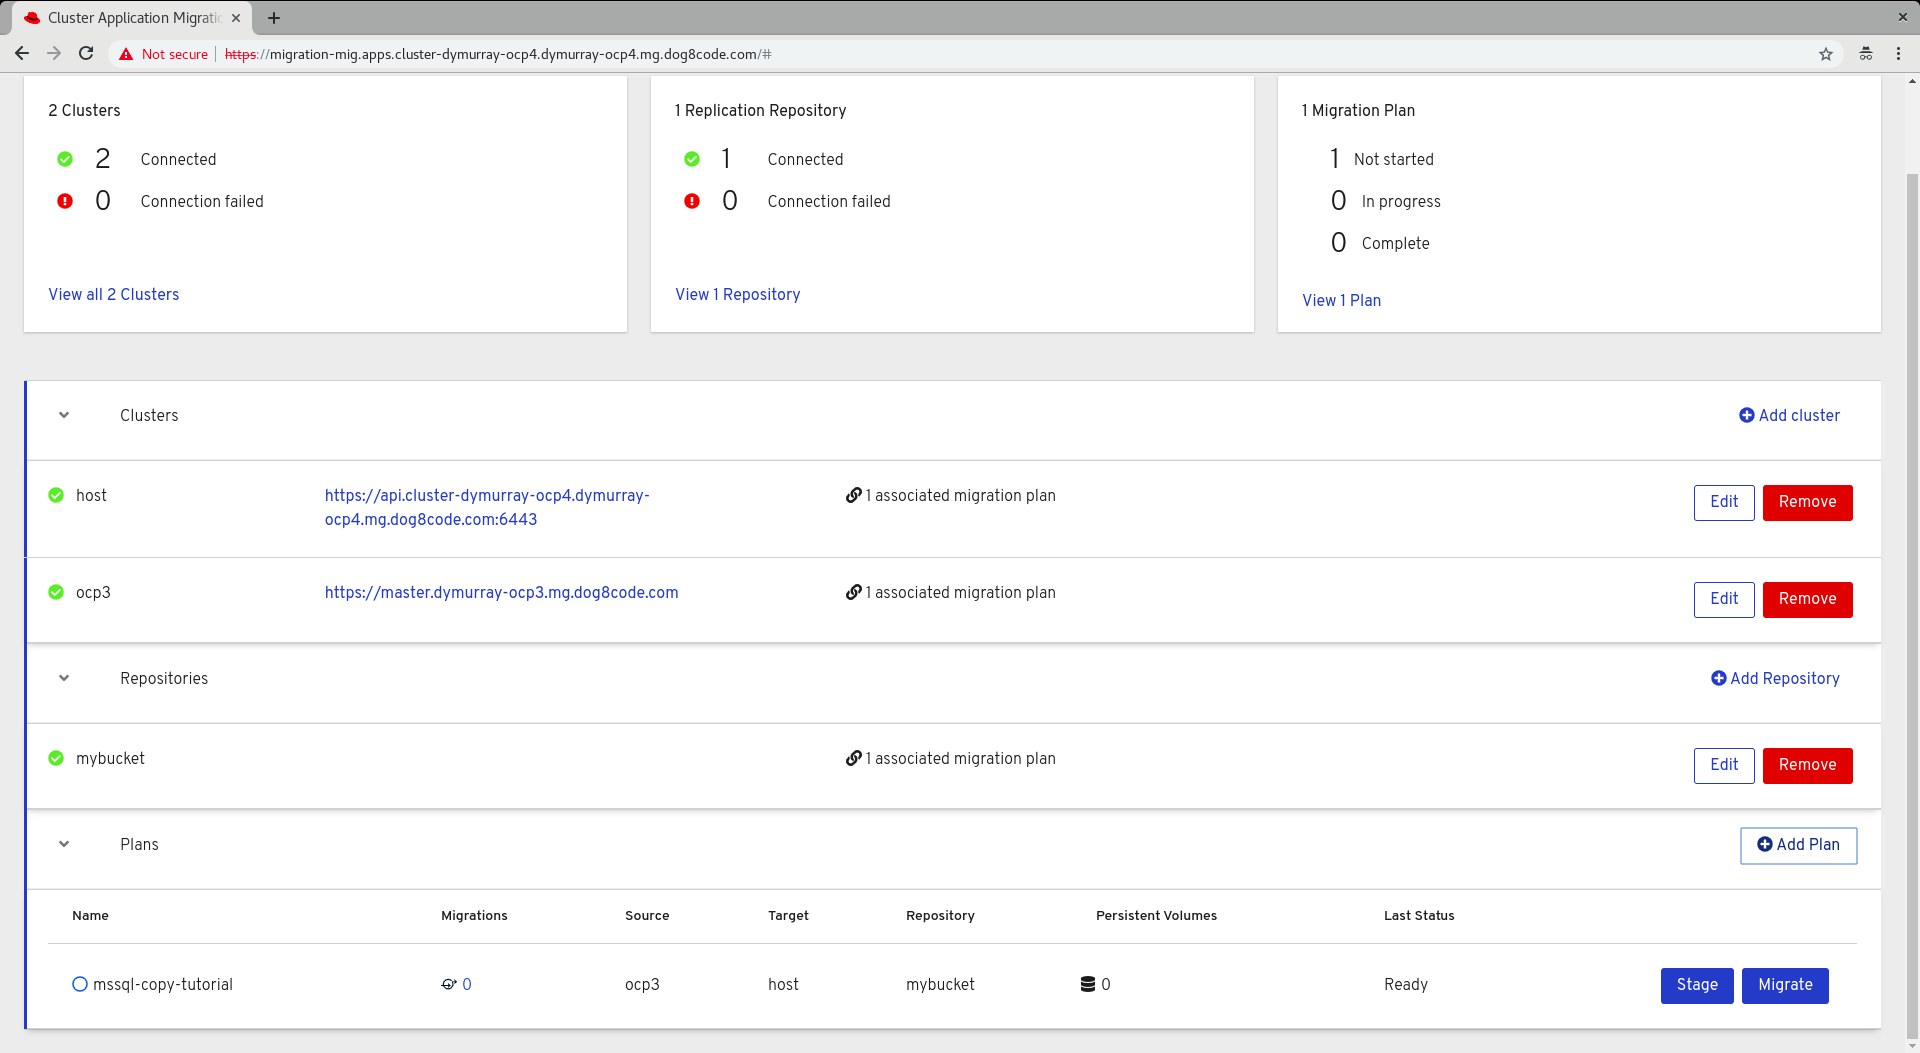 Cluster Application Migratio
Not secure | https://migration-mig.apps.cluster-dymurray-ocp4.dymurray-ocp4.mg.dog8code.com/#
2 Clusters
2 Connected
0 Connection failed
View all 2 Clusters
1 Replication Repository
1 Connected
0 Connection failed
View 1 Repository
1 Migration Plan
1 Not started
0 In progress
0 Complete
View 1 Plan
Clusters
Add cluster
host
https://api.cluster-dymurray-ocp4.dymurray-
ocp4.mg.dog8code.com:6443
1 associated migration plan
Edit
Remove
ocp3
https://master.dymurray-ocp3.mg.dog8code.com
1 associated migration plan
Edit
Remove
Repositories
Add Repository
mybucket
1 associated migration plan
Edit
Remove
Plans
Add Plan
Name Migrations Source Target Repository Persistent Volumes Last Status
mssql-copy-tutorial 0 ocp3 host mybucket 0 Ready Stage Migrate